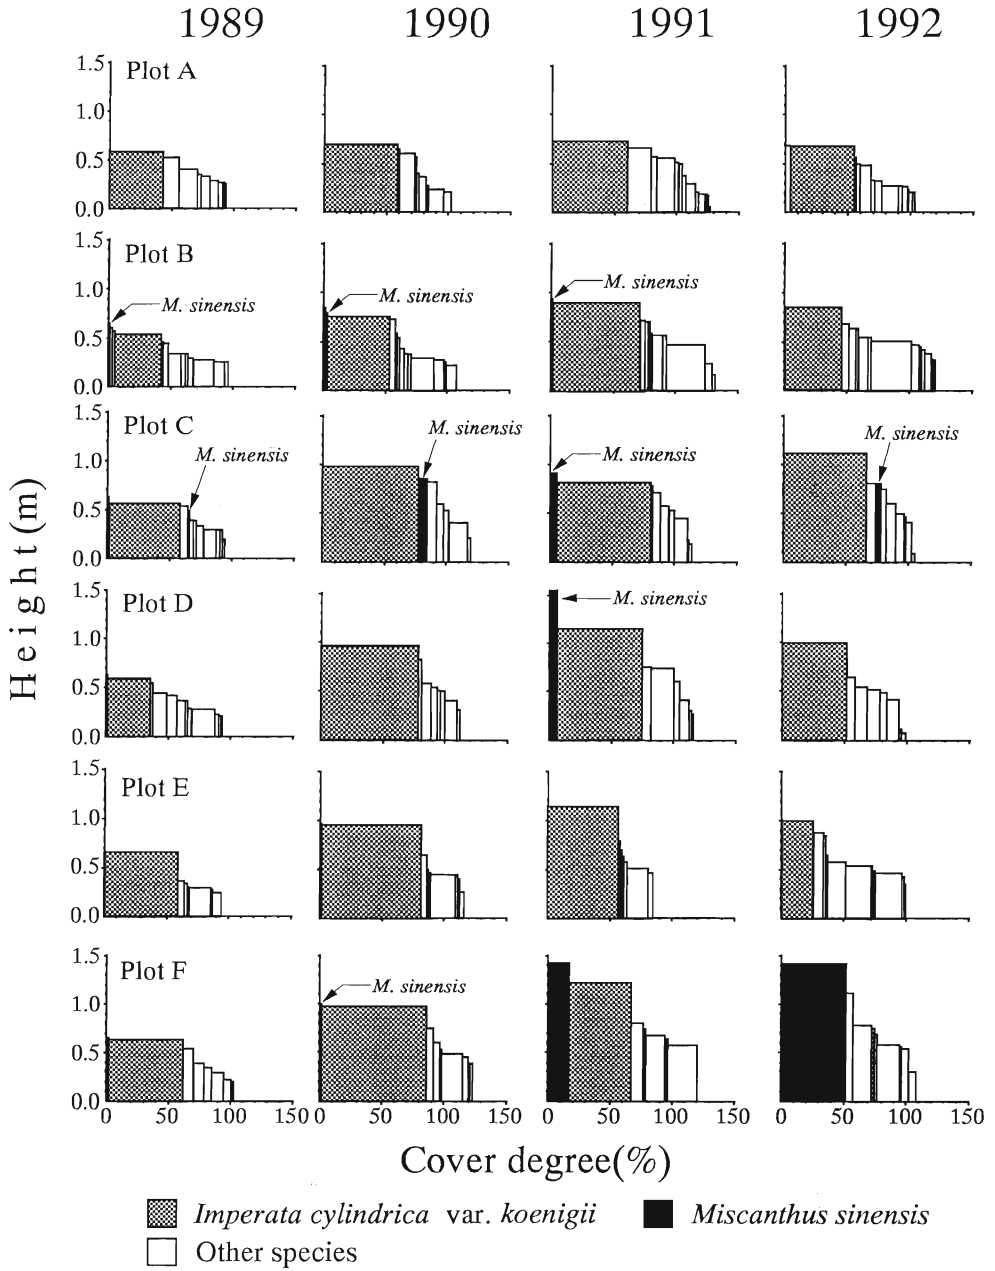 1989 1990 1991 1992
1.5 Plot A
1.0
0.5
0.0
1.5 Plot B
1.0 M. sinensis M. sinensis M. sinensis
0.5
0.0
1.5 Plot C M. sinensis M. sinensis
1.0 M. sinensis M. sinensis
0.5
0.0
1.5 Plot D M. sinensis
1.0
0.5
0.0
1.5 Plot E
1.0
0.5
0.0
1.5 Plot F M. sinensis
1.0
0.5
0.0
0 50 100 150 0 50 100 150 0 50 100 150 0 50 100 150
Height(m)
Cover degree(%)
Imperata cylindrica var. koenigii Miscanthus sinensis
Other species